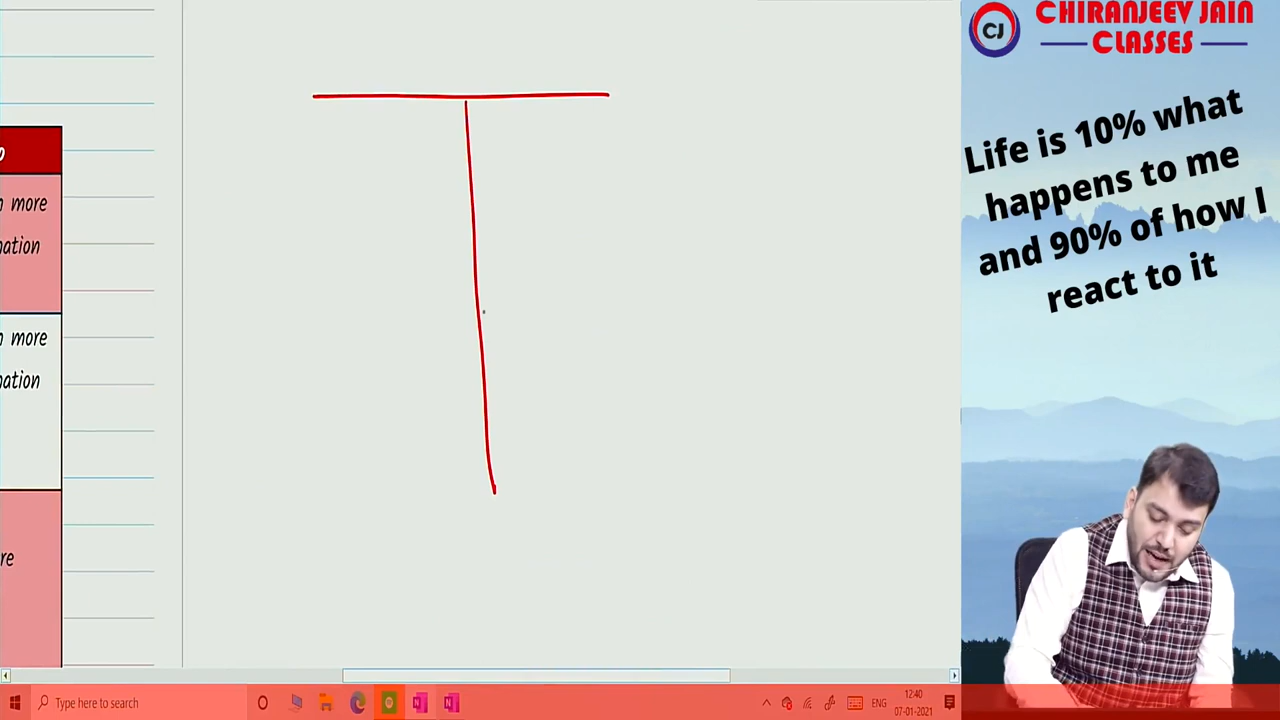 more
nation
more
nation
re
CHIRANJEEV JAIN
CJ
CLASSES
Life is 10% what
happens to me
and 90% of how I
react to it
Type here to search
ENG
12:40
07-01-2021